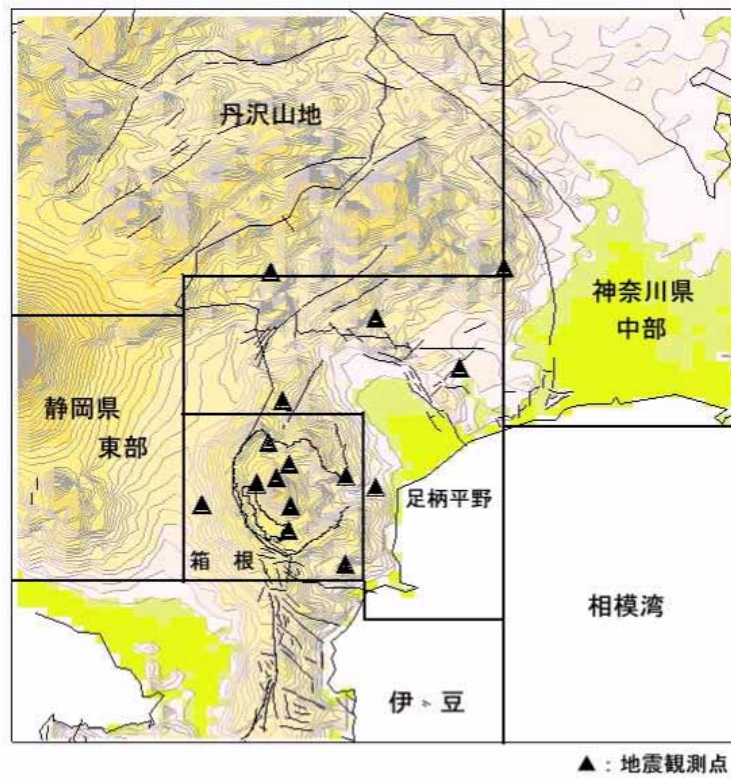 丹沢山地
神奈川県
中部
静岡県
東部
足柄平野
箱 根
相模湾
伊 豆
▲ : 地震観測点